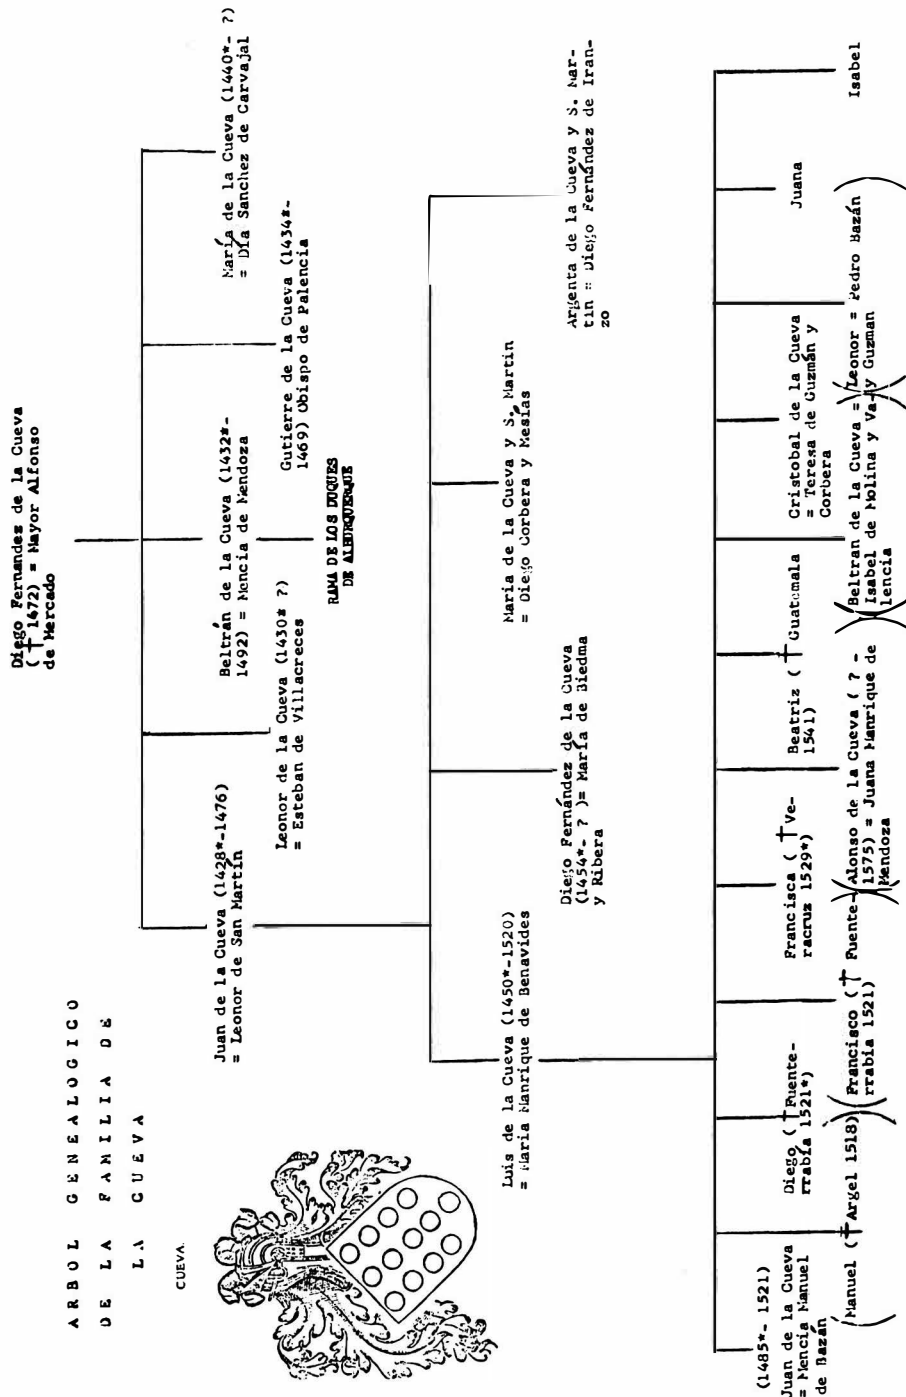 ARBOL GENEALOGICO
DE LA FAMILIA DE
LA CUEVA
CUEVA.
Diego Fernandez de la Cueva
( † 1472) = Mayor Alfonso
de Mercado
Juan de la Cueva (1428*-1476)
= Leonor de San Martín
Leonor de la Cueva (1430* ?)
= Esteban de Villacreces
Beltrán de la Cueva (1432*-
1492) = Mencia de Mendoza
RAMA DE LOS DUQUES
DE ALBURQUERQUE
Gutierre de la Cueva (1434*-
1469) Obispo de Palencia
María de la Cueva (1440*- ?)
= Día Sanchez de Carvajal
Luis de la Cueva (1450*-1520)
= Maria Manrique de Benavides
Diego Fernández de la Cueva
(1454*- ? )= María de Biedma
y Ribera
Maria de la Cueva y S. Martin
= Diego Corbera y Mesías
Argenta de la Cueva y S. Mar-
tin = Diego Fernández de Iran-
zo
(1485*- 1521)
Juan de la Cueva
= Mencia Manuel
de Bazán
Manuel ( † Argel 1518)
Diego ( † Fuente-
rrabía 1521*)
Francisco ( † Fuente-
rrabia 1521)
Francisca ( † Ve-
racruz 1529*)
Alonso de la Cueva ( ? -
1575) = Juana Manrique de
Mendoza
Beatriz ( † Guatemala
1541)
Beltran de la Cueva =
Isabel de Molina y Va-
lencia
Cristobal de la Cueva
= Teresa de Guzmán y
Corbera
Leonor = Pedro Bazán
y Guzman
Juana
Isabel